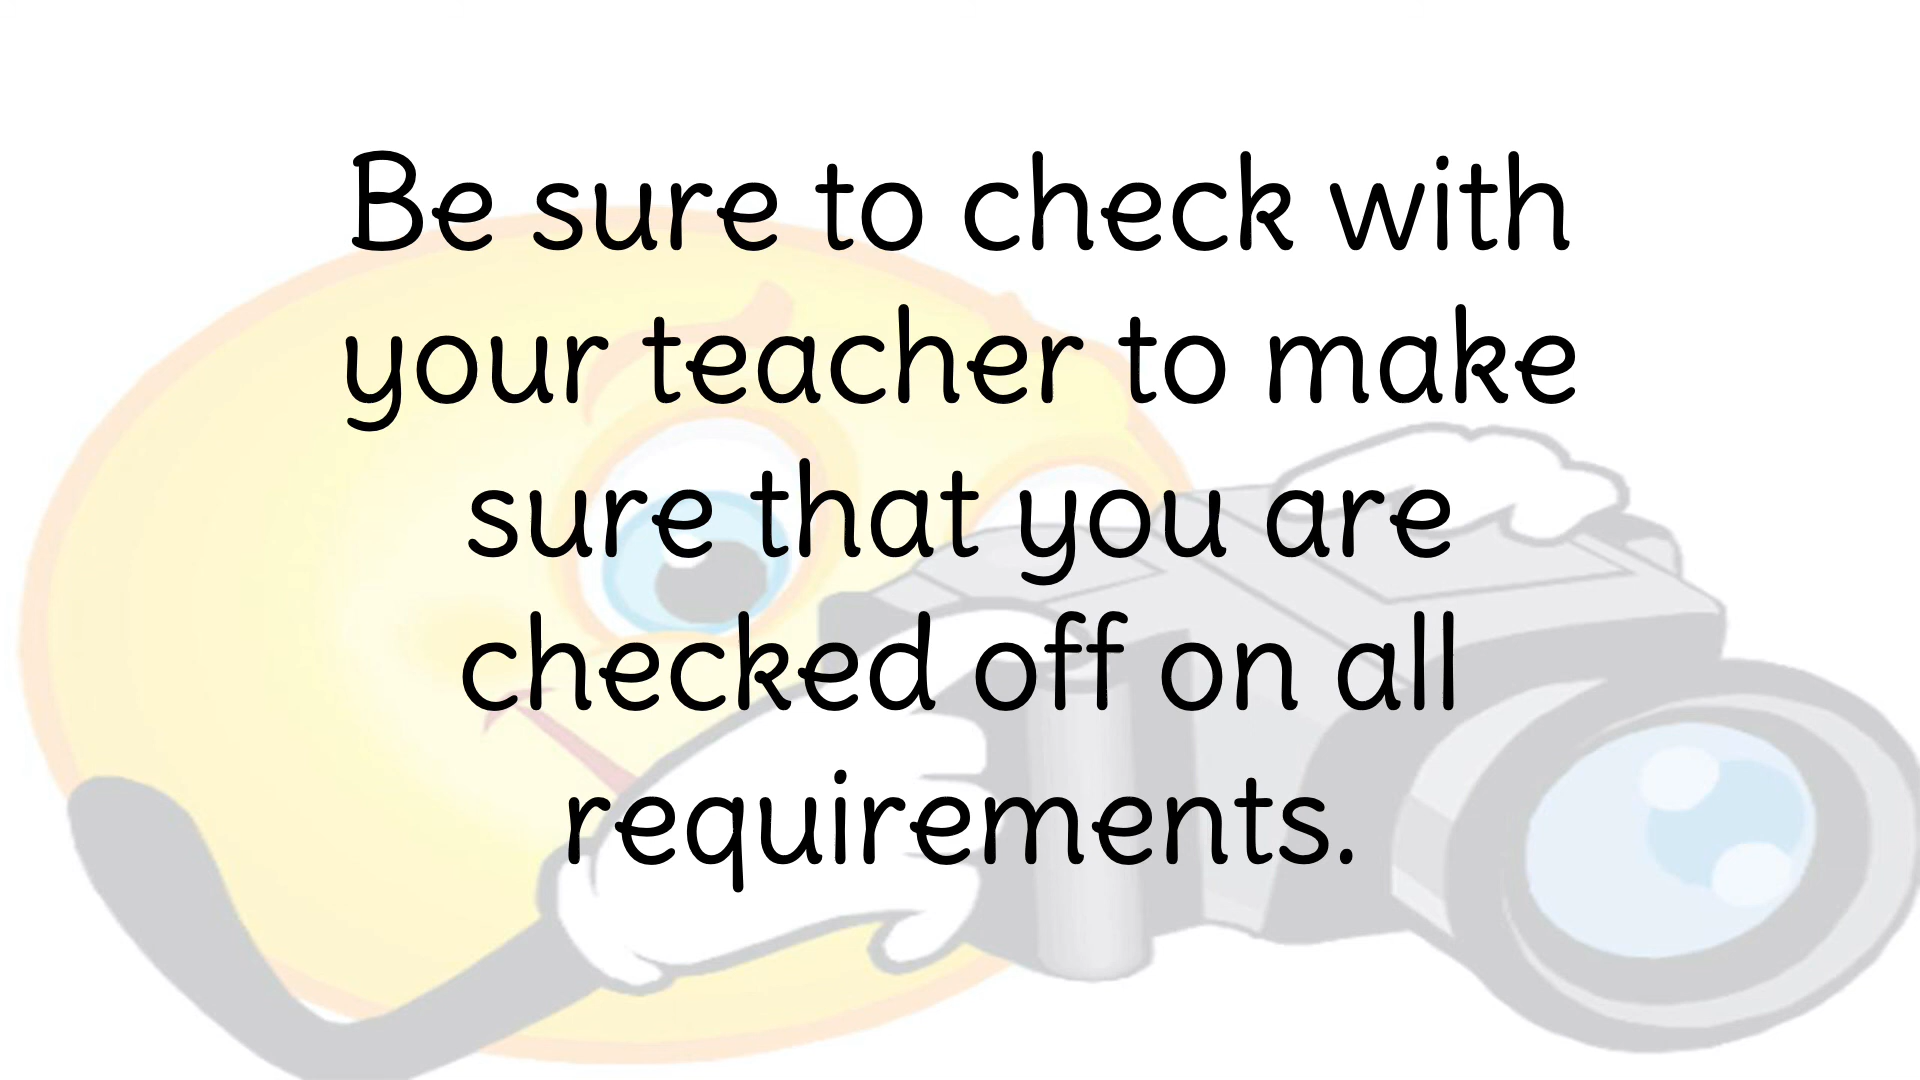 Be sure to check with
your teacher to make
sure that you are
checked off on all
requirements.